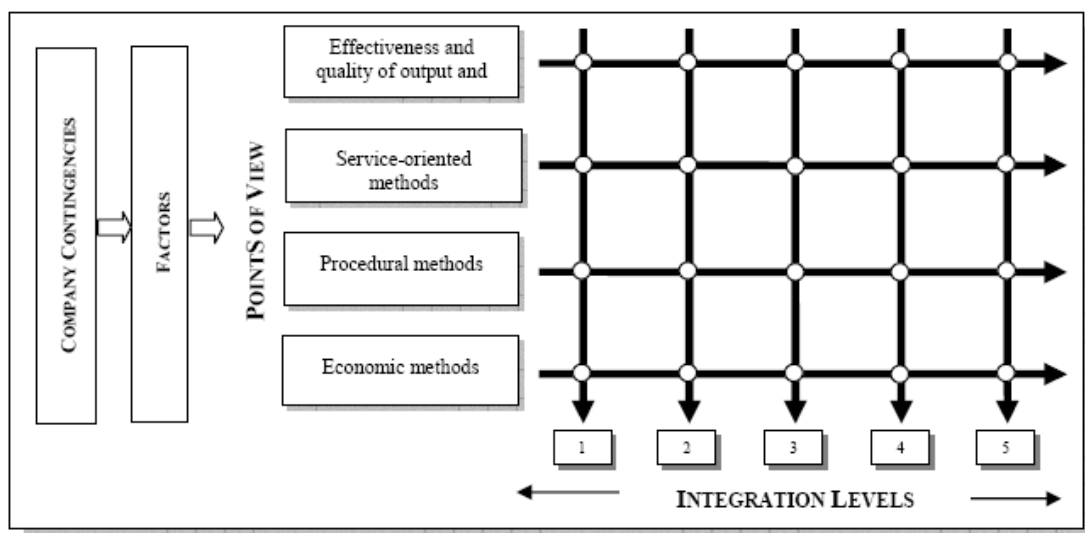 COMPANY CONTINGENCIES
FACTORS
POINTS OF VIEW
Effectiveness and
quality of output and
Service-oriented
methods
Procedural methods
Economic methods
1 2 3 4 5
INTEGRATION LEVELS